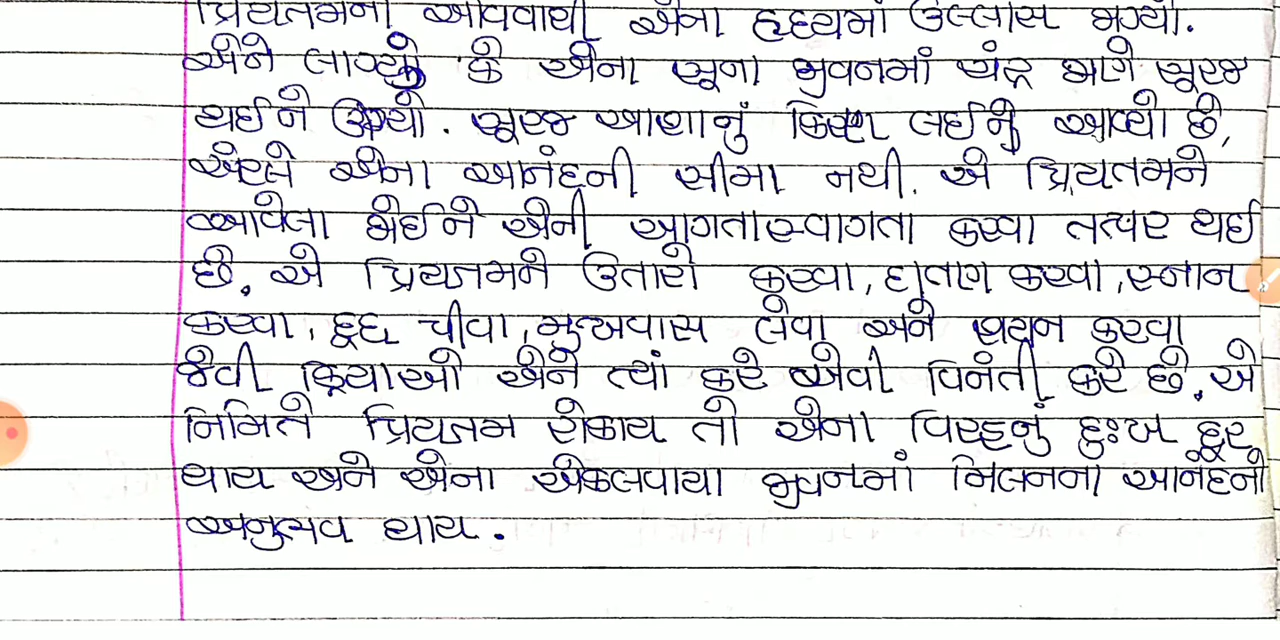 પ્રિયતમના આવવાથી એના હૃદયમાં ઉલ્લાસ જાગ્યો.
એને લાગ્યું કે એના સૂના ભુવનમાં ચંદ્ર જાણે સૂરજ
થઈને ઉગ્યો. સૂરજ આશાનું કિરણ લઈને આવ્યો છે,
એટલે એના આનંદની સીમા નથી. એ પ્રિયતમને
આવેલા જોઈને એની આગતાસ્વાગતા કરવા તત્પર થઈ
છે. એ પ્રિયતમને ઉતારો કરવા, દાતણ કરવા, સ્નાન
કરવા, દૂધ પીવા, મુખવાસ લેવા અને શયન કરવા
જેવી ક્રિયાઓ એને ત્યાં કરે એવી વિનંતી કરે છે. એ
નિમિતે પ્રિયતમ રોકાય તો એના વિરહનું દુઃખ દૂર
થાય અને એના એકલવાયા ભુવનમાં મિલનના આનંદનો
અનુભવ થાય.